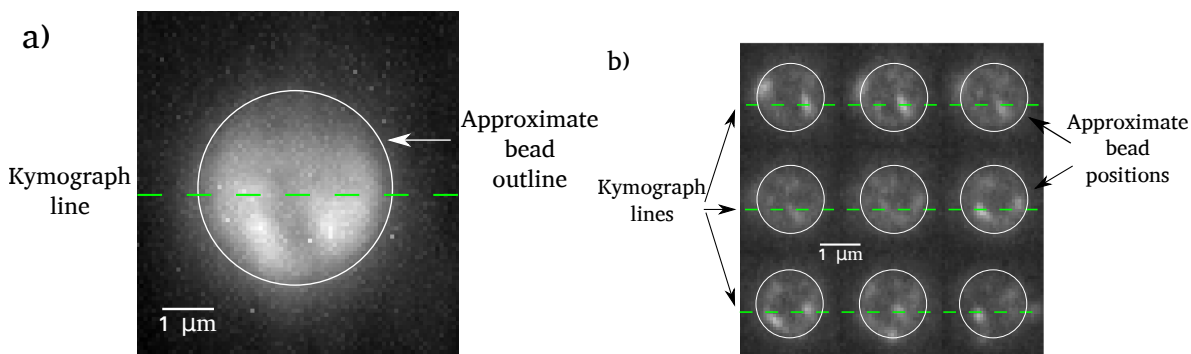 a)
Kymograph
line
Approximate
bead
outline
1 µm
b)
Kymograph
lines
1 µm
Approximate
bead
positions